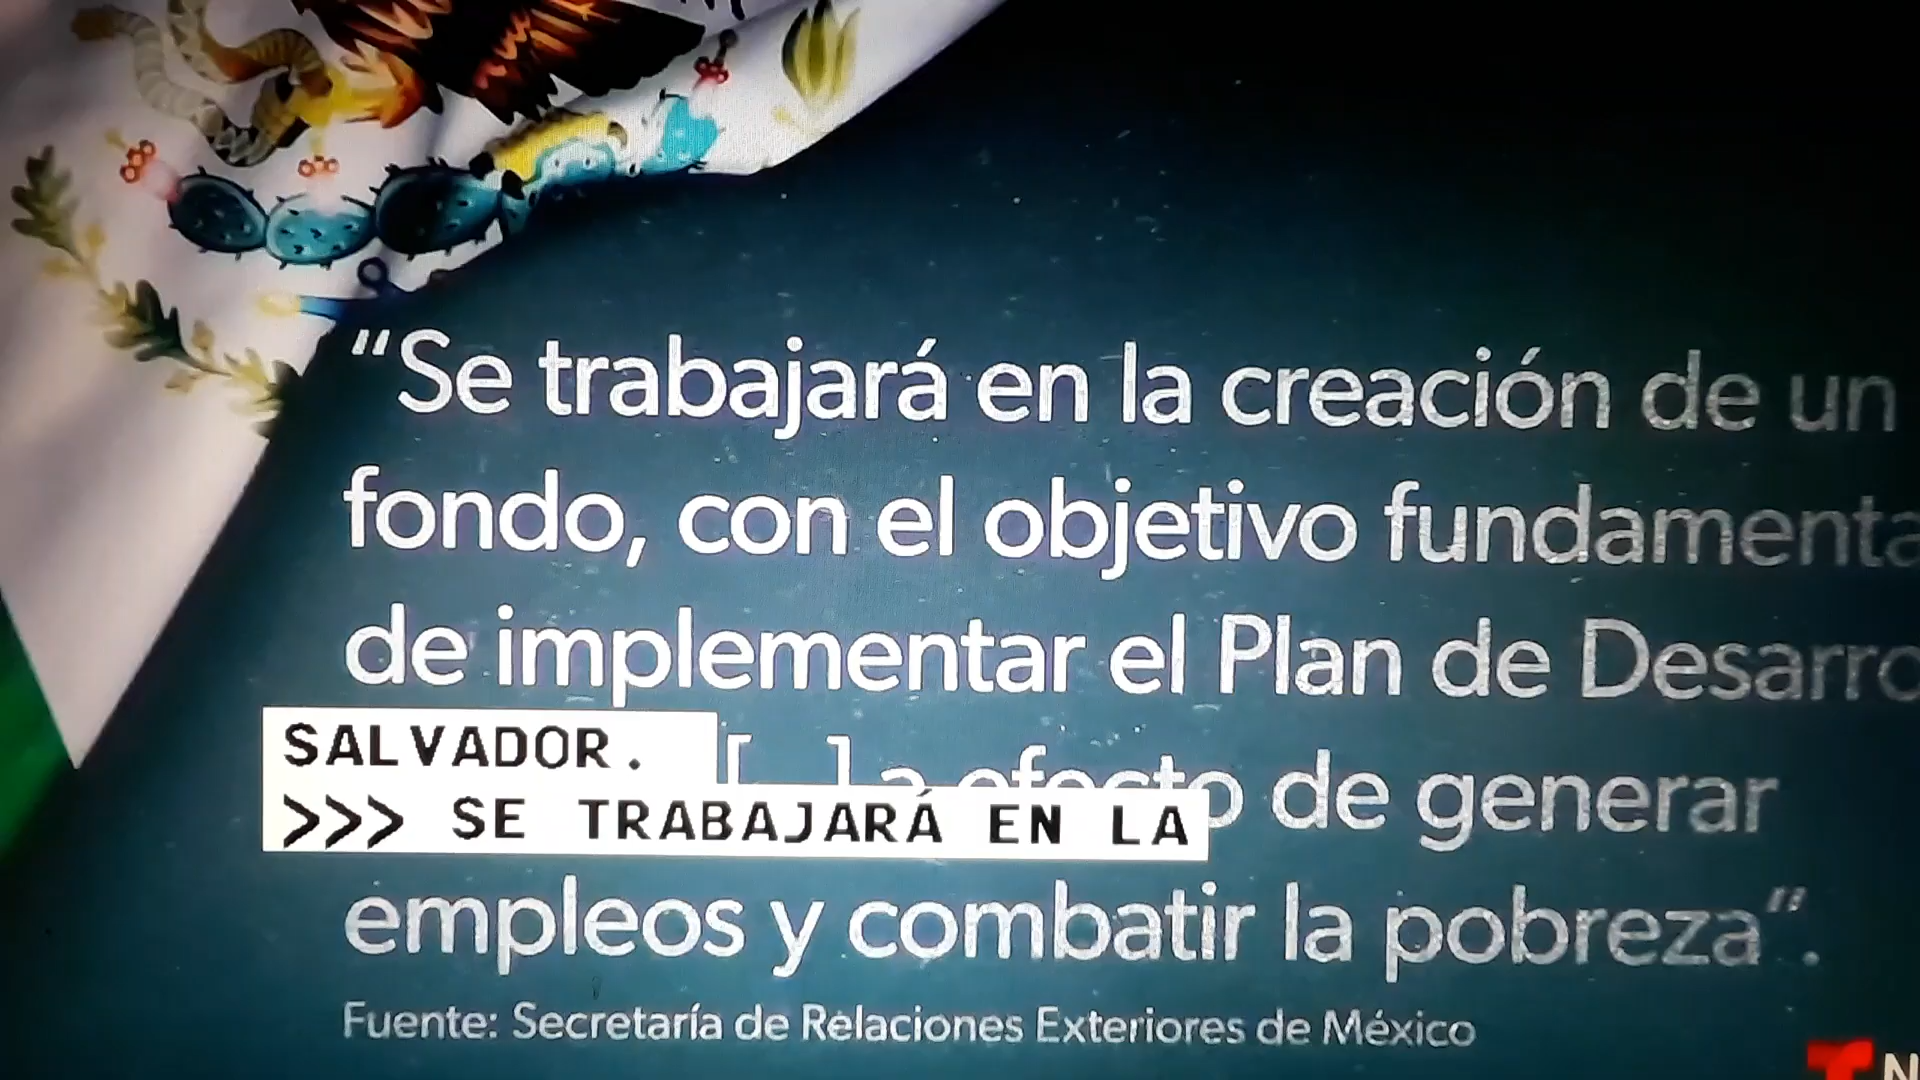 “Se trabajará en la creación de un
fondo, con el objetivo fundamenta
de implementar el Plan de Desarro
SALVADOR.
[...] a efecto de generar
>>> SE TRABAJARÁ EN LA
empleos y combatir la pobreza”.
Fuente: Secretaría de Relaciones Exteriores de México
N